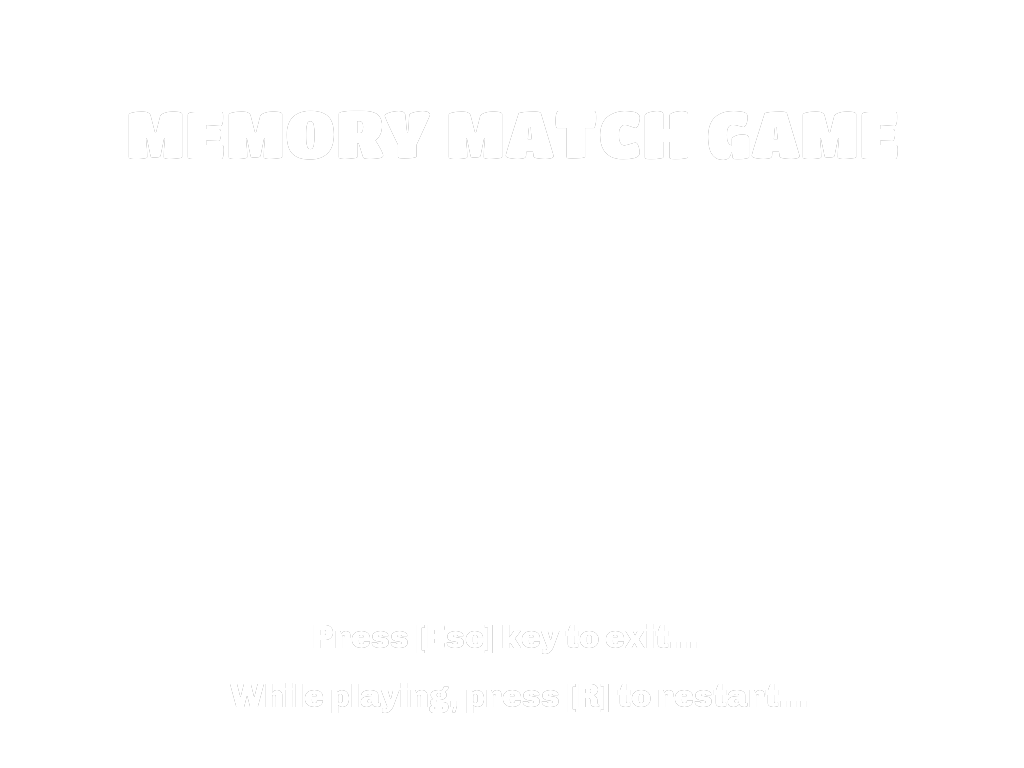 MEMORY MATCH GAME
Press [Esc] key to exit...
While playing, press [R] to restart...